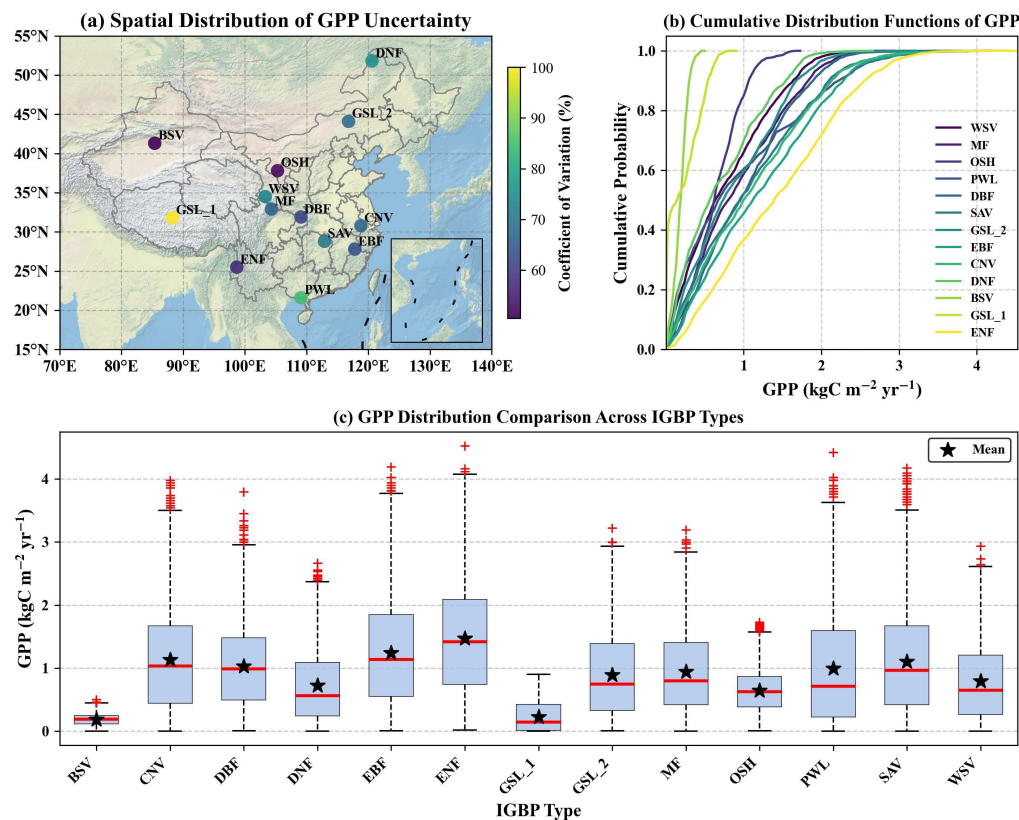 (a) Spatial Distribution of GPP Uncertainty
55°N
50°N
45°N
40°N
35°N
30°N
25°N
20°N
15°N
70°E
80°E
90°E
100°E
110°E
120°E
130°E
140°E
DNF
GSL_2
BSV
OSH
WSV
MF
GSL_1
DBF
CNV
SAV
EBF
ENF
PWL
100
90
80
70
60
Coefficient of Variation (%)
(b) Cumulative Distribution Functions of GPP
Cumulative Probability
1.0
0.8
0.6
0.4
0.2
0.0
1
2
3
4
GPP (kgC m⁻² yr⁻¹)
WSV
MF
OSH
PWL
DBF
SAV
GSL_2
EBF
CNV
DNF
BSV
GSL_1
ENF
(c) GPP Distribution Comparison Across IGBP Types
GPP (kgC m⁻² yr⁻¹)
4
3
2
1
0
Mean
BSV
CNV
DBF
DNF
EBF
ENF
GSL_1
GSL_2
MF
OSH
PWL
SAV
WSV
IGBP Type